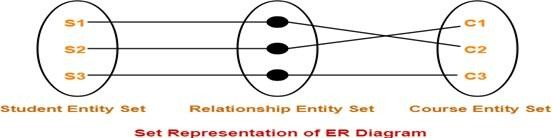 S1 C1
S2 C2
S3 C3
Student Entity Set Relationship Entity Set Course Entity Set
Set Representation of ER Diagram